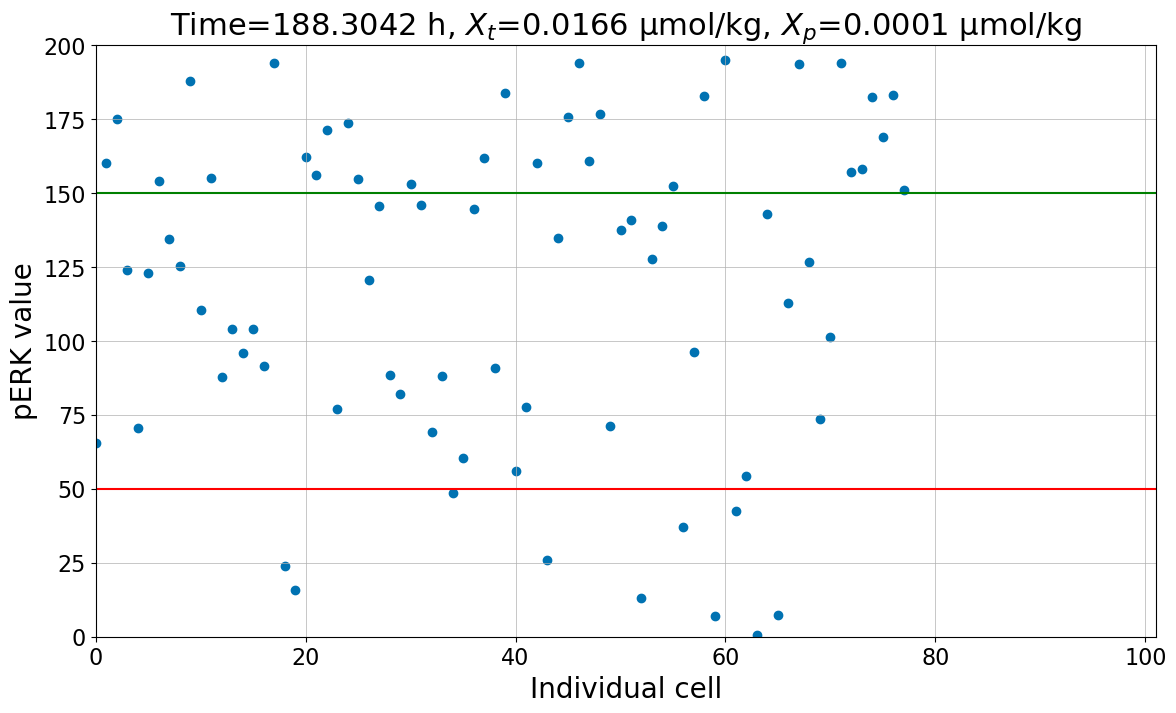 Time=188.3042 h, Xₜ=0.0166 μmol/kg, Xₚ=0.0001 μmol/kg
200
175
150
125
100
75
50
25
0
pERK value
0 20 40 60 80 100
Individual cell